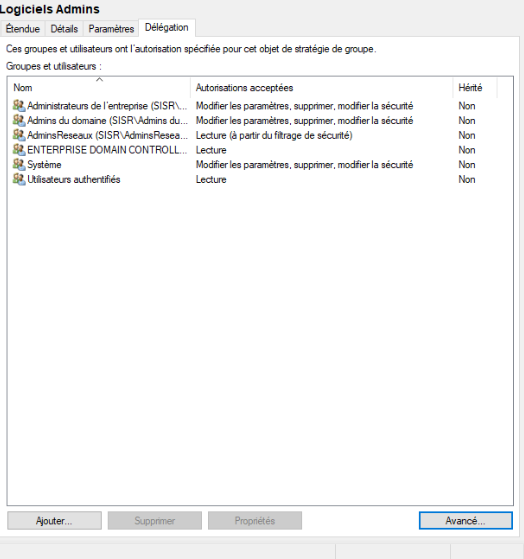 Logiciels Admins
Étendue Détails Paramètres Délégation
Ces groupes et utilisateurs ont l'autorisation spécifiée pour cet objet de stratégie de groupe.
Groupes et utilisateurs :
Nom Autorisations acceptées Hérité
Administrateurs de l'entreprise (SISR\... Modifier les paramètres, supprimer, modifier la sécurité Non
Admins du domaine (SISR\Admins du... Modifier les paramètres, supprimer, modifier la sécurité Non
AdminsReseaux (SISR\AdminsResea... Lecture (à partir du filtrage de sécurité) Non
ENTERPRISE DOMAIN CONTROLL... Lecture Non
Système Modifier les paramètres, supprimer, modifier la sécurité Non
Utilisateurs authentifiés Lecture Non
Ajouter... Supprimer Propriétés Avancé...